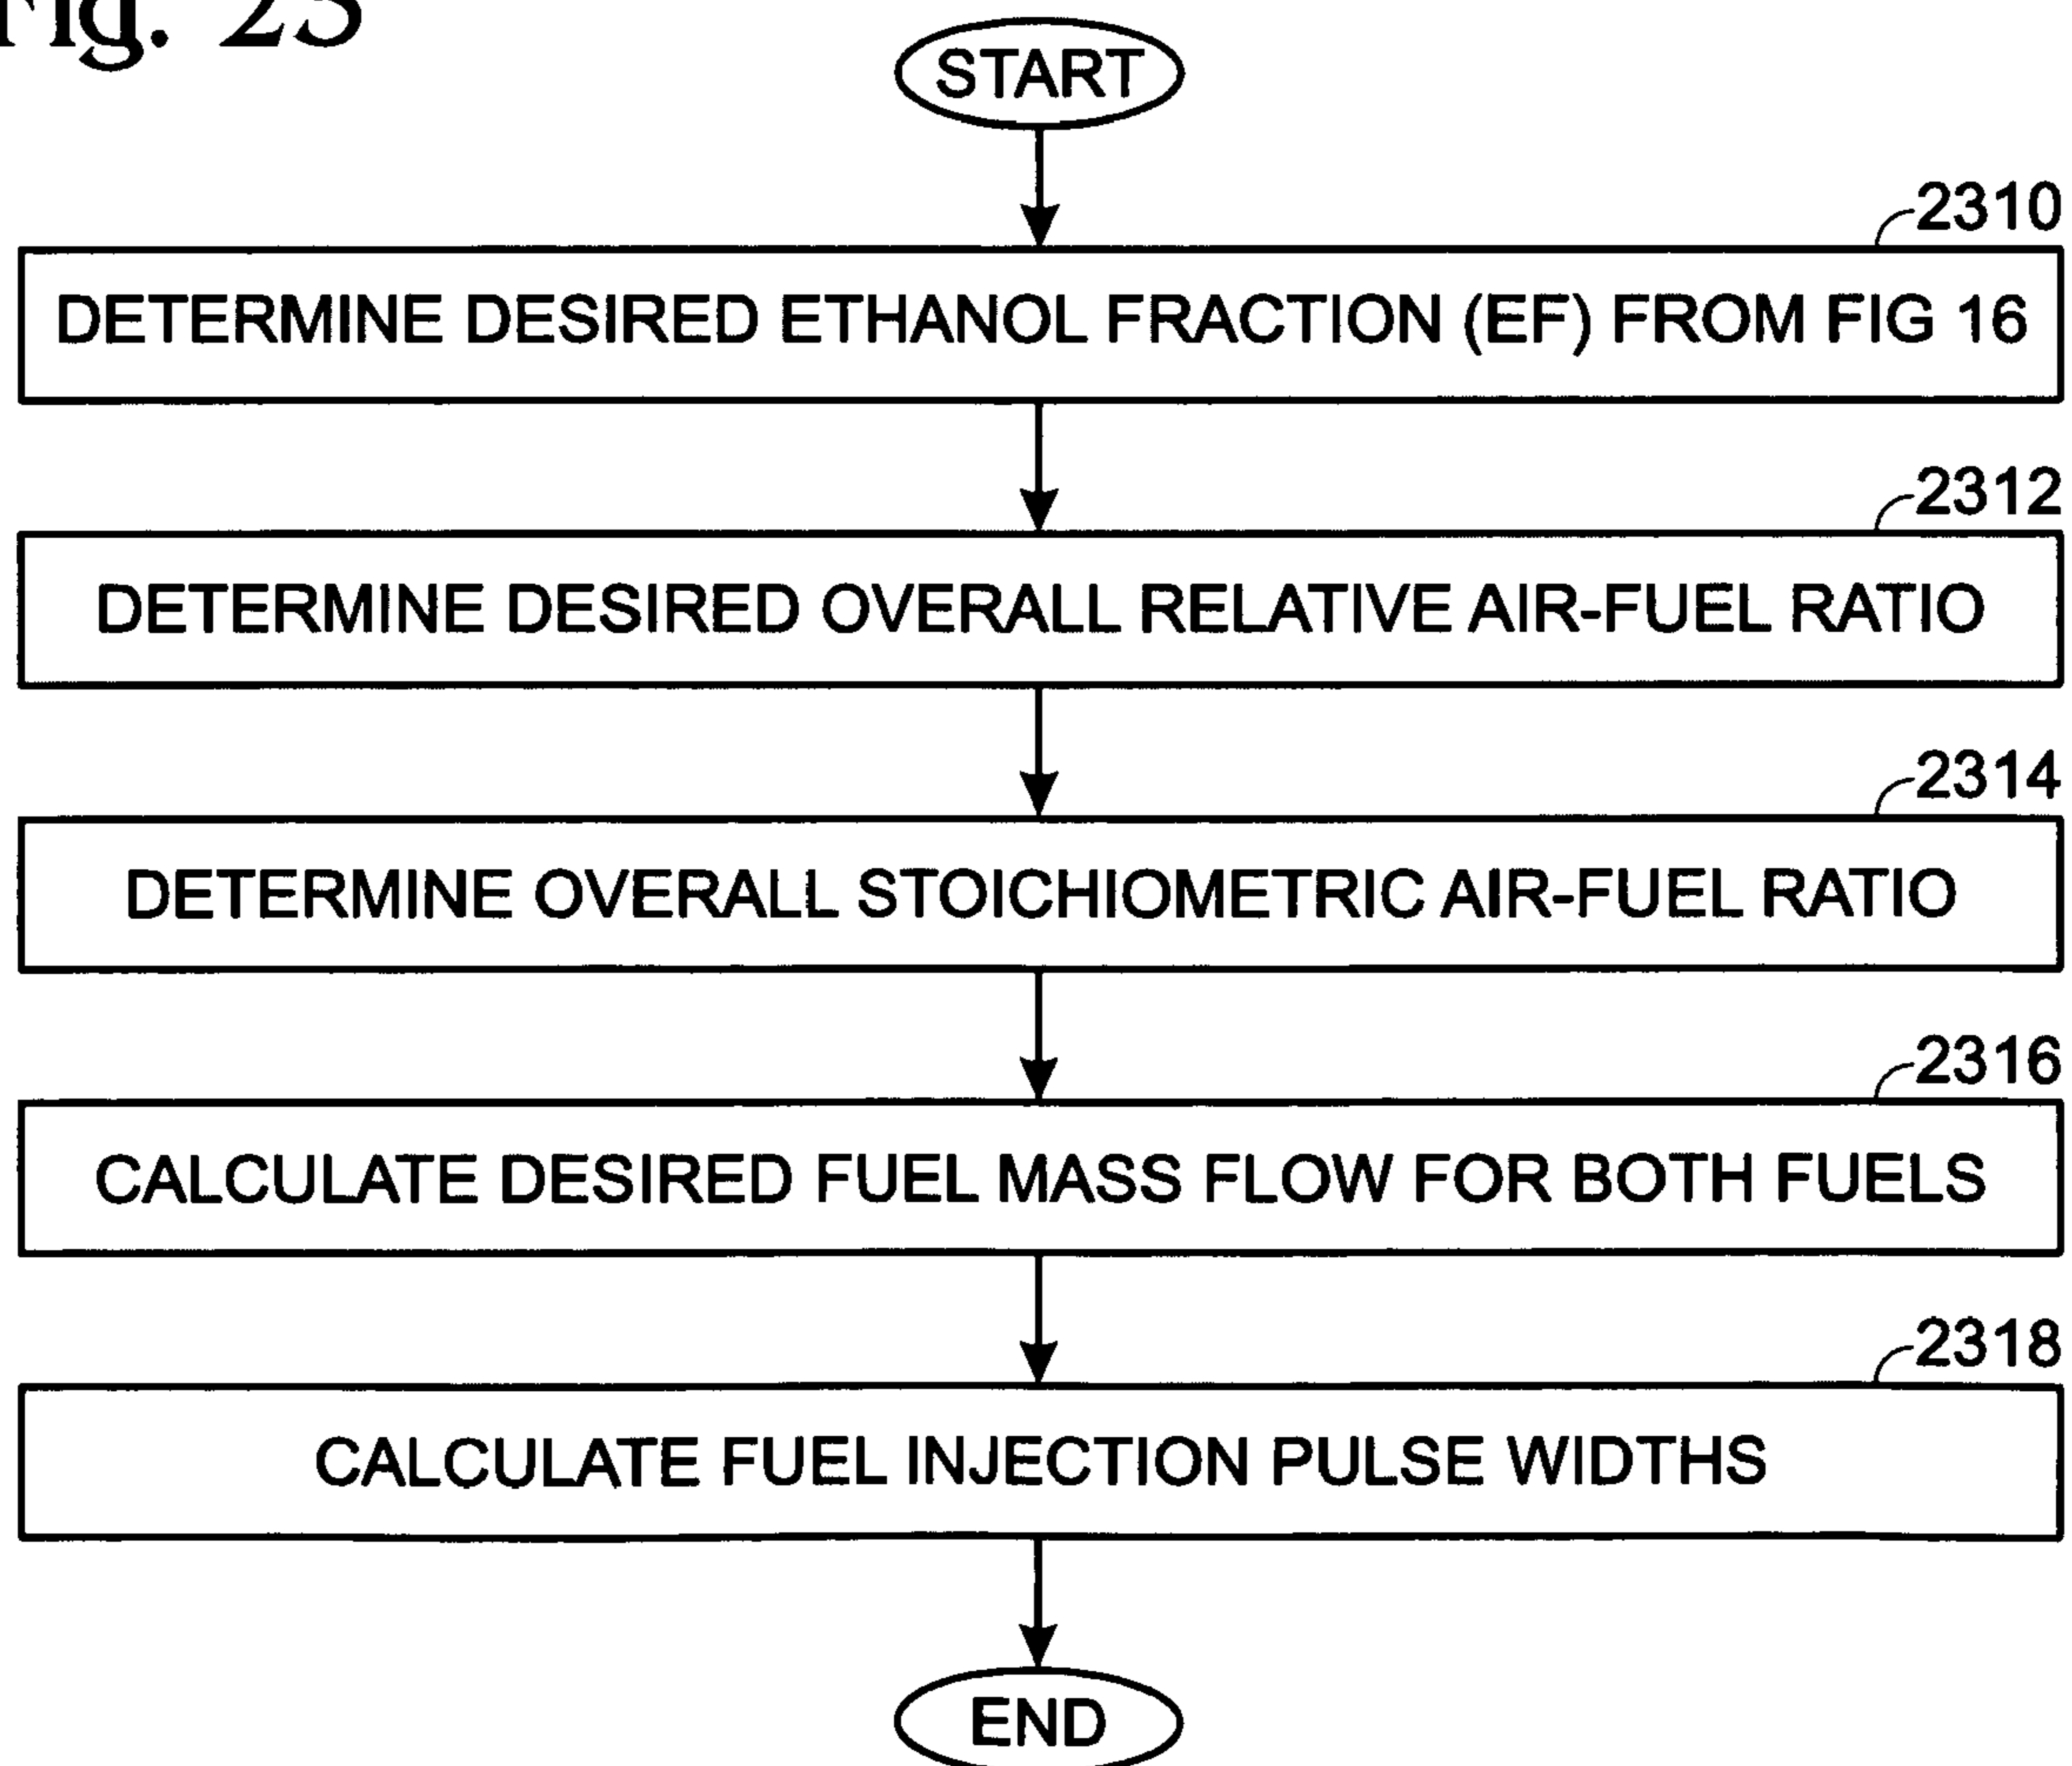 Fig. 23
START
2310
DETERMINE DESIRED ETHANOL FRACTION (EF) FROM FIG 16
2312
DETERMINE DESIRED OVERALL RELATIVE AIR-FUEL RATIO
2314
DETERMINE OVERALL STOICHIOMETRIC AIR-FUEL RATIO
2316
CALCULATE DESIRED FUEL MASS FLOW FOR BOTH FUELS
2318
CALCULATE FUEL INJECTION PULSE WIDTHS
END